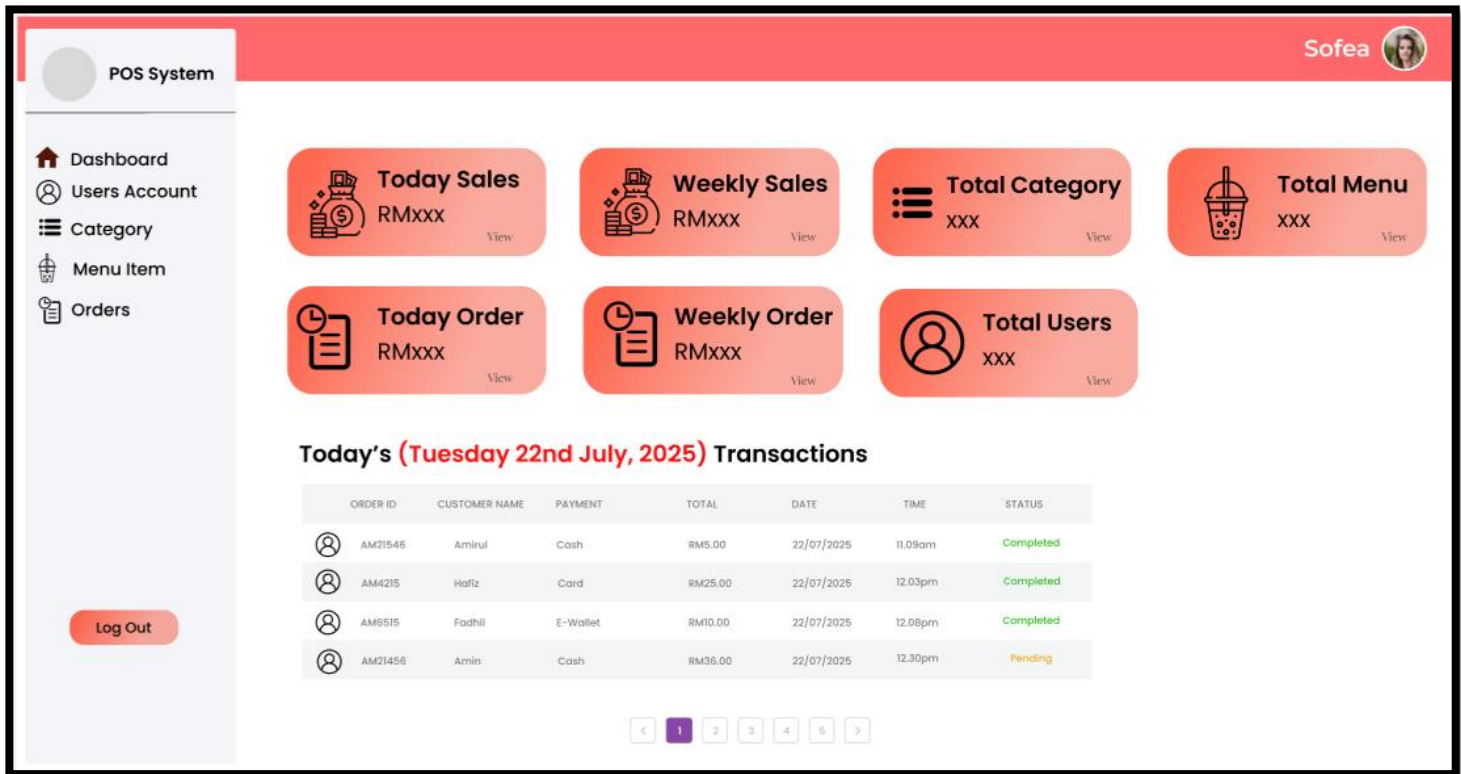 Sofea
POS System
Dashboard
Users Account
Category
Menu Item
Orders
Log Out
Today Sales
RMxxx
View
Weekly Sales
RMxxx
View
Total Category
xxx
View
Total Menu
xxx
View
Today Order
RMxxx
View
Weekly Order
RMxxx
View
Total Users
xxx
View
Today's (Tuesday 22nd July, 2025) Transactions
ORDER ID CUSTOMER NAME PAYMENT TOTAL DATE TIME STATUS
AM21546 Amirul Cash RM5.00 22/07/2025 11.09am Completed
AM4215 Hafiz Card RM25.00 22/07/2025 12.03pm Completed
AM6515 Fadhil E-Wallet RM10.00 22/07/2025 12.08pm Completed
AM21456 Amin Cash RM36.00 22/07/2025 12.30pm Pending
< 1 2 3 4 5 >